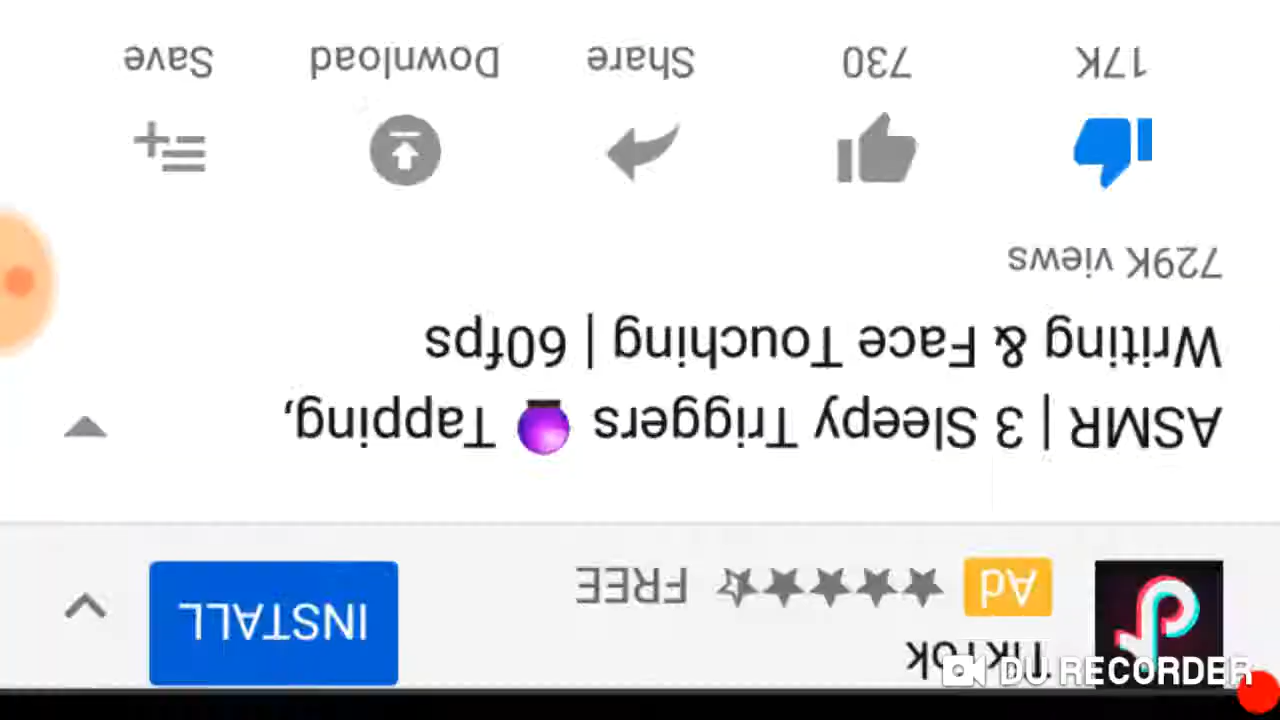 TikTok
Ad FREE
INSTALL
ASMR | 3 Sleepy Triggers 🔮 Tapping,
Writing & Face Touching | 60fps
729K views
17K 730 Share Download Save
DU RECORDER